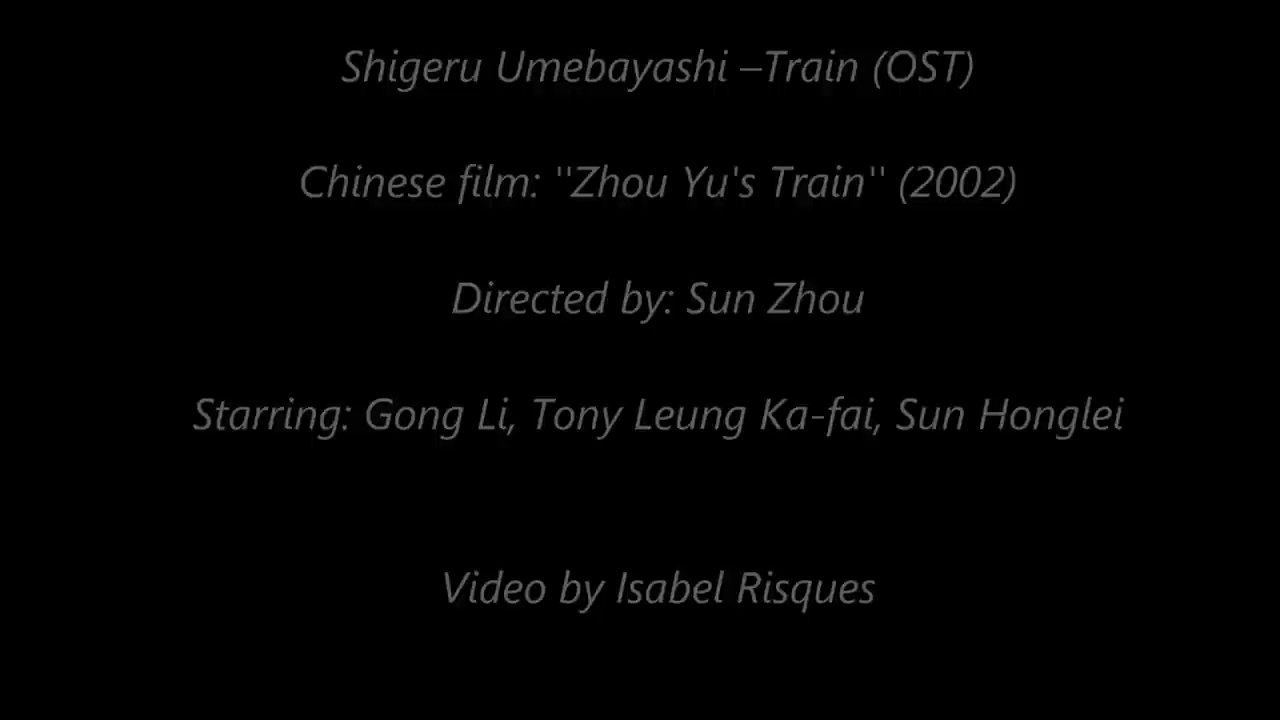 Shigeru Umebayashi –Train (OST)
Chinese film: ''Zhou Yu's Train'' (2002)
Directed by: Sun Zhou
Starring: Gong Li, Tony Leung Ka-fai, Sun Honglei
Video by Isabel Risques